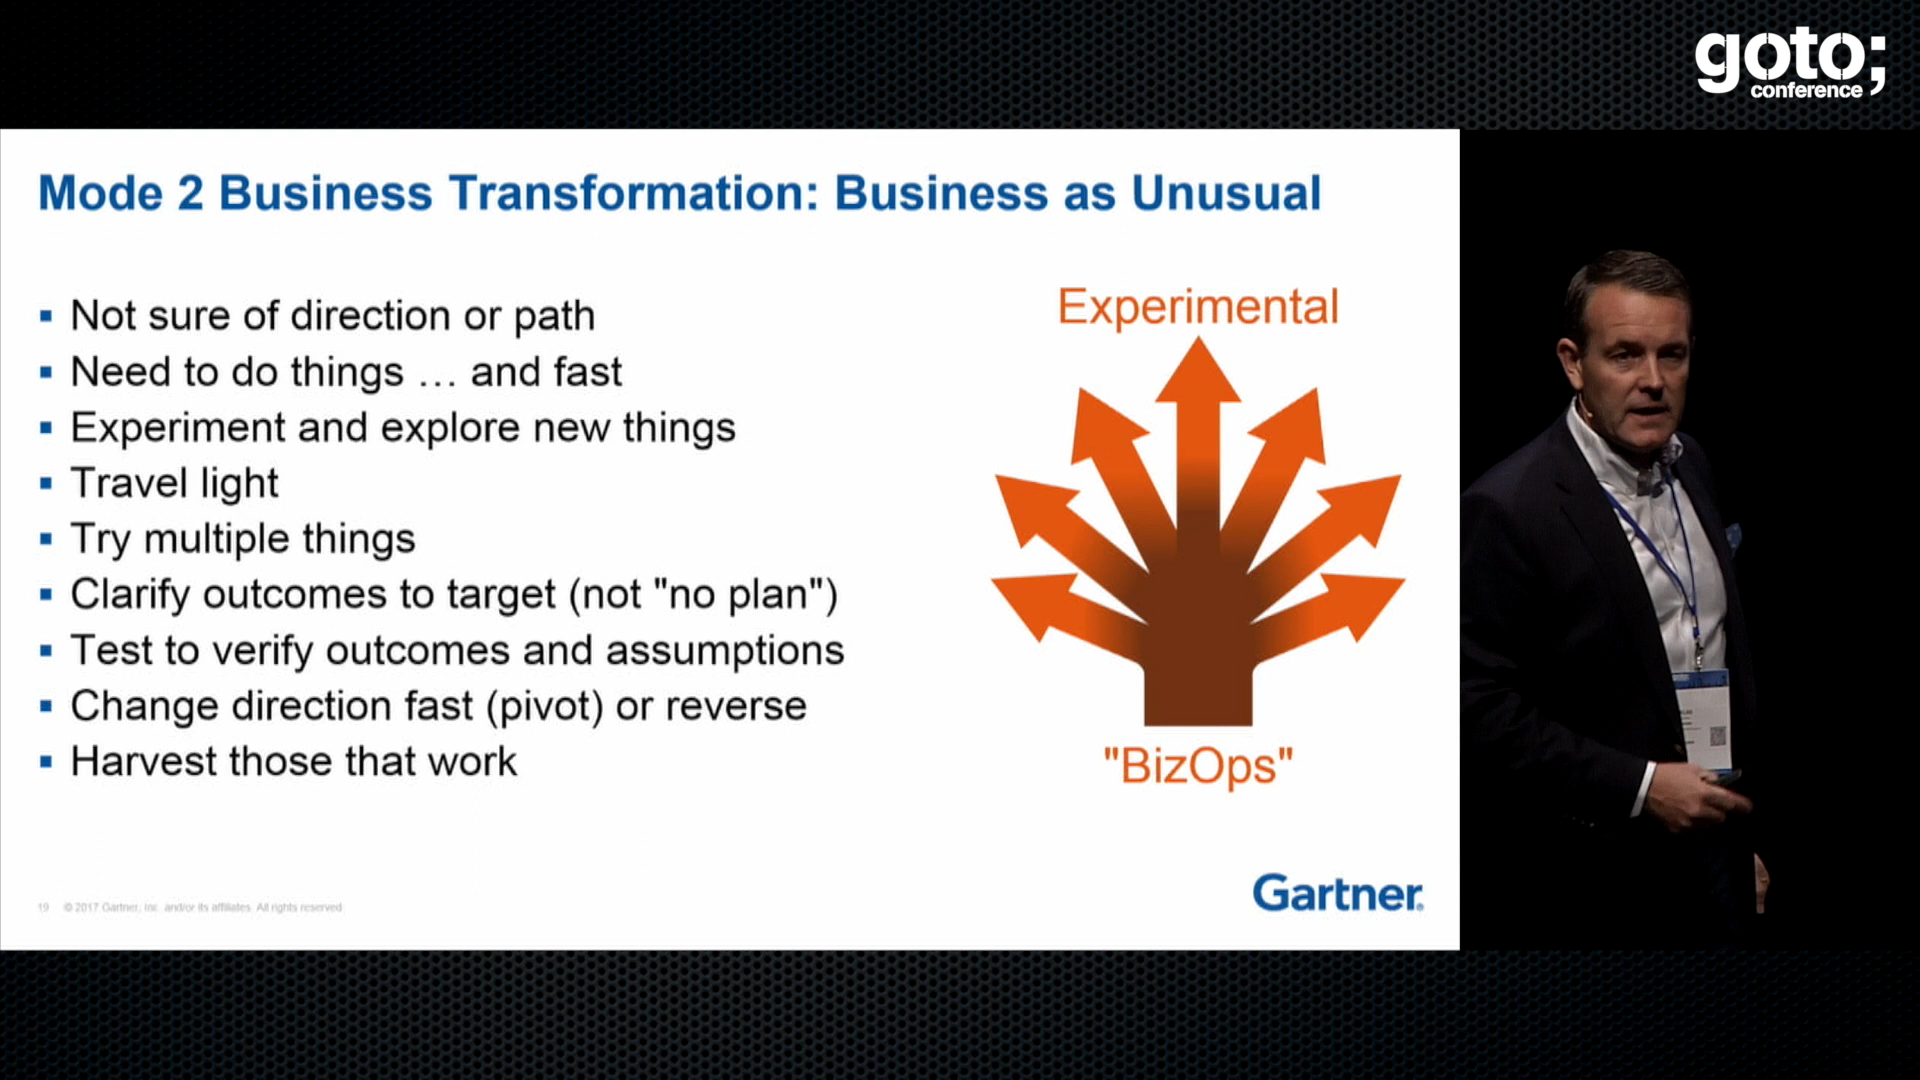 goto;
conference
Mode 2 Business Transformation: Business as Unusual
▪ Not sure of direction or path
▪ Need to do things … and fast
▪ Experiment and explore new things
▪ Travel light
▪ Try multiple things
▪ Clarify outcomes to target (not "no plan")
▪ Test to verify outcomes and assumptions
▪ Change direction fast (pivot) or reverse
▪ Harvest those that work
Experimental
"BizOps"
19 © 2017 Gartner, Inc. and/or its affiliates. All rights reserved.
Gartner.